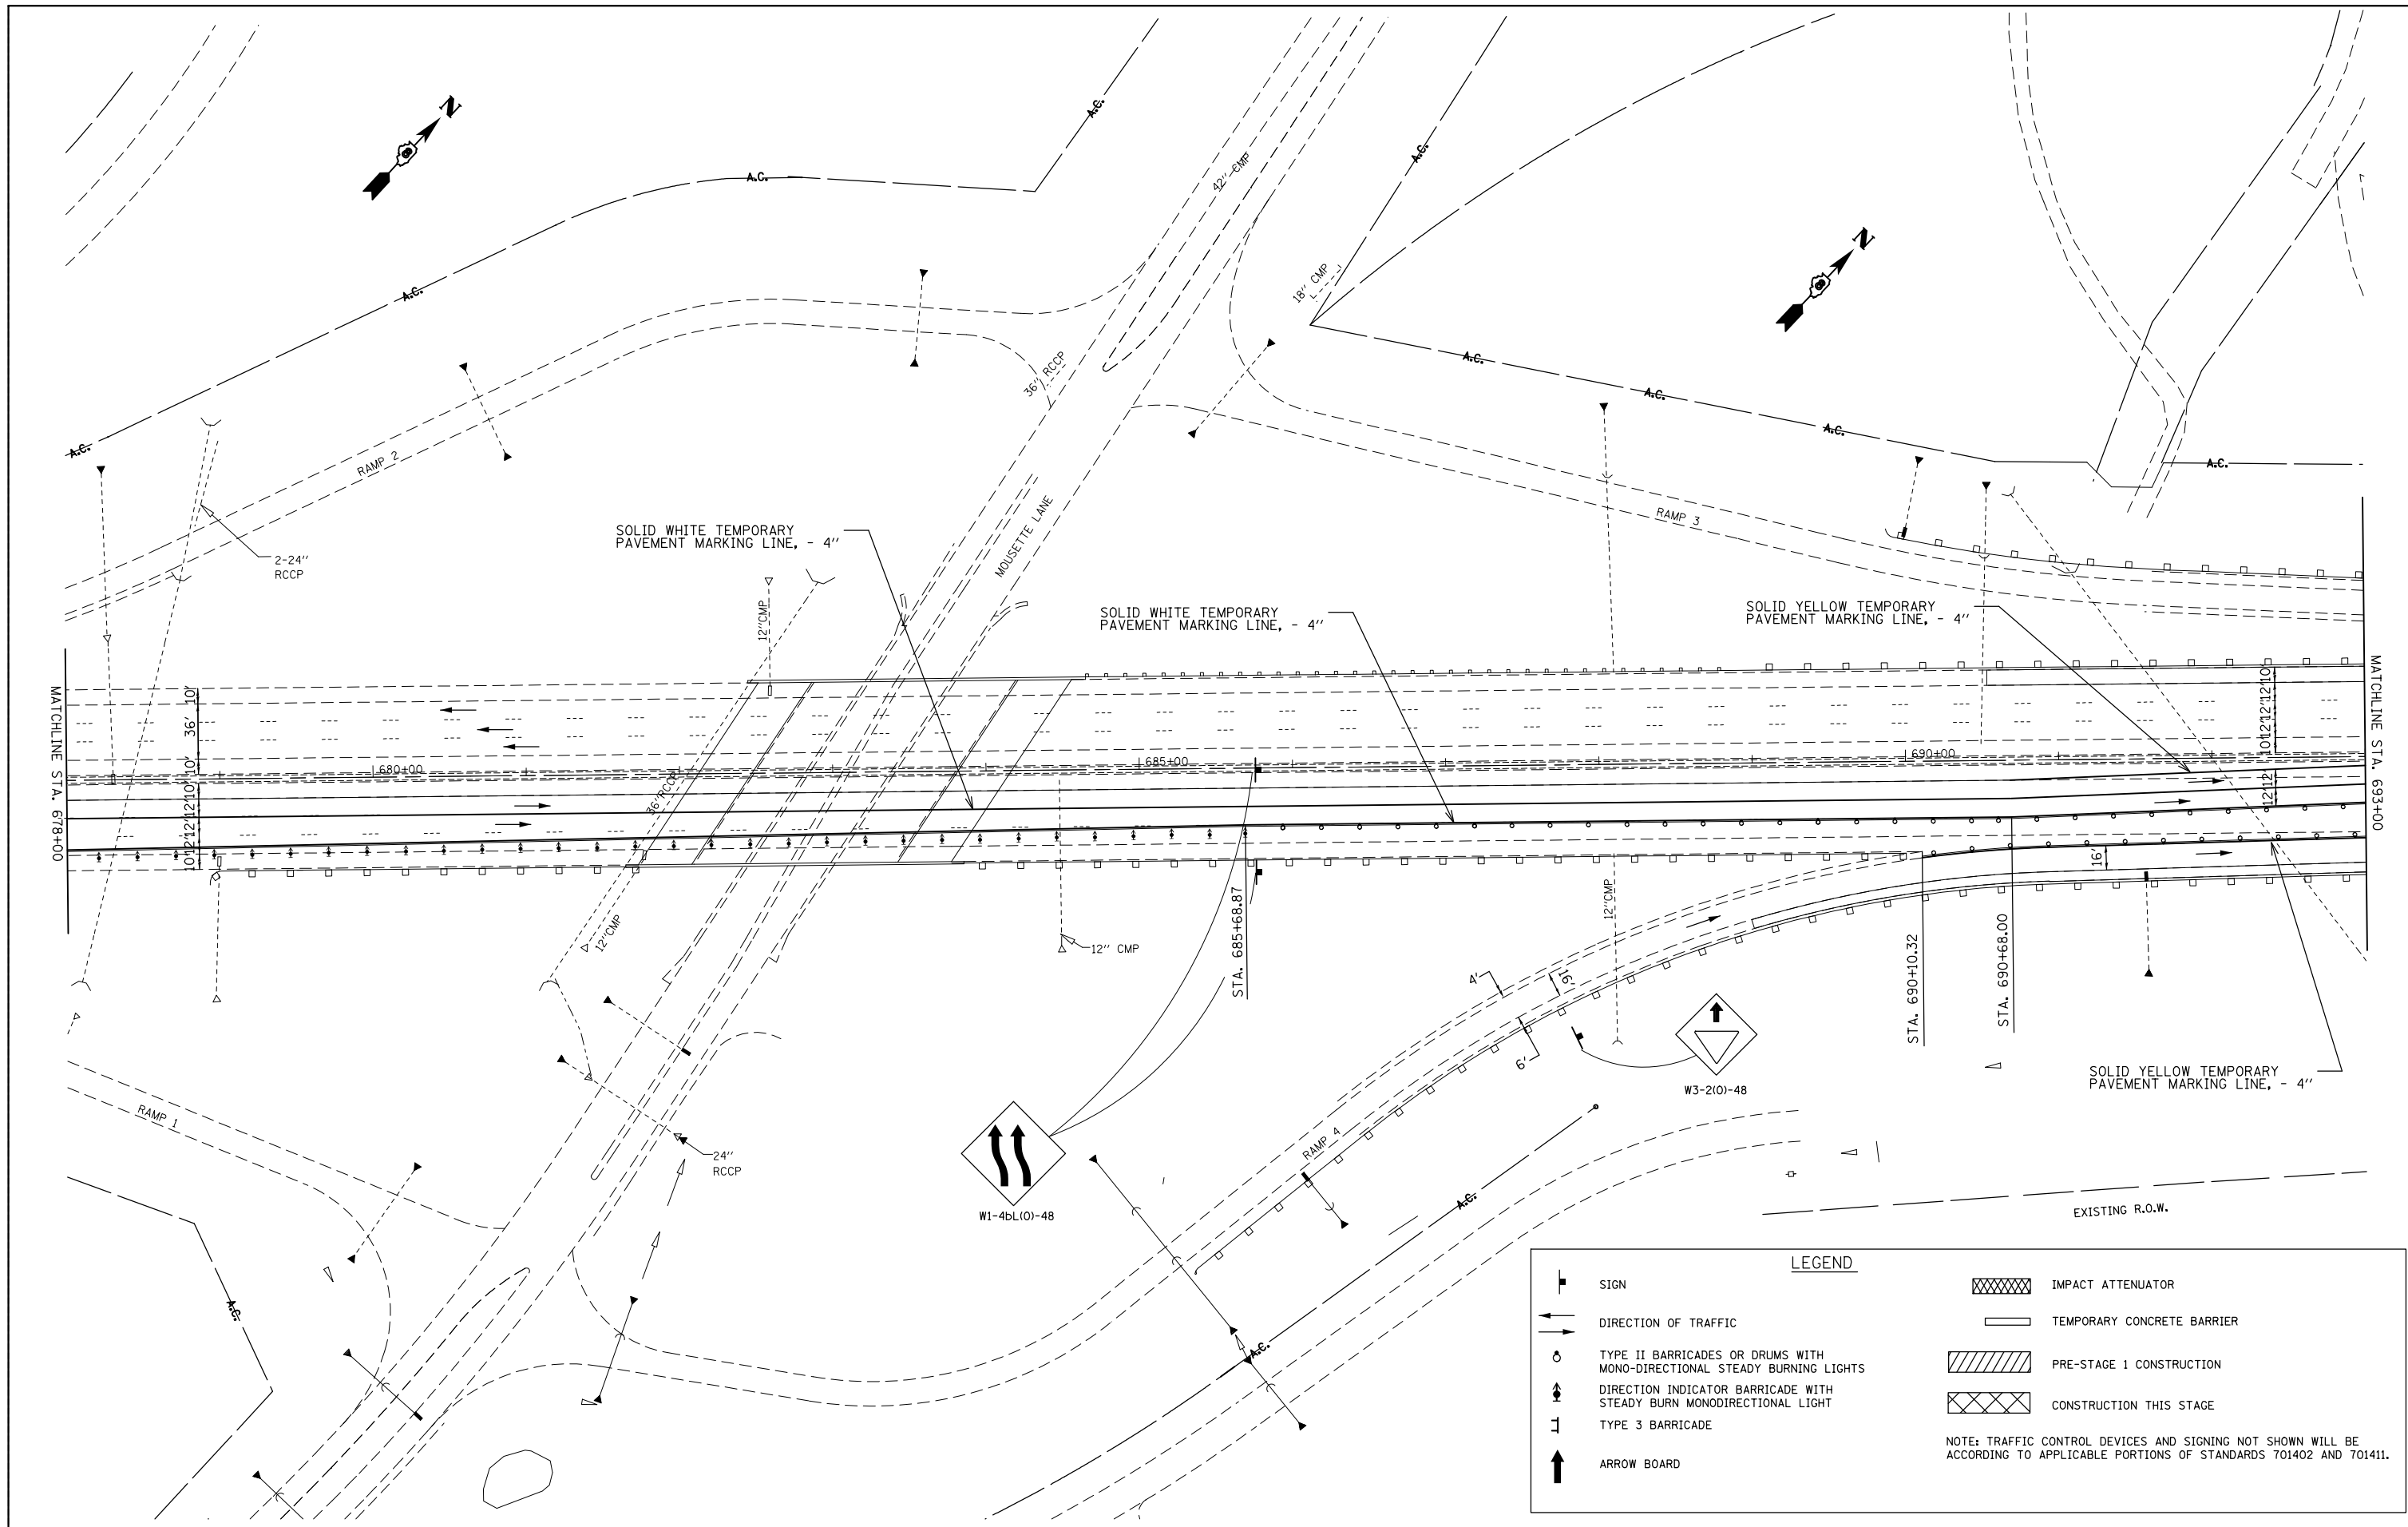 N
N
A.C.
A.C.
A.C.
A.C.
A.C.
A.C.
A.C.
A.C.
A.C.
42" CMP
18" CMP
36" RCCP
RAMP 2
RAMP 3
2-24"
RCCP
MOUSETTE LANE
SOLID WHITE TEMPORARY
PAVEMENT MARKING LINE, - 4"
SOLID WHITE TEMPORARY
PAVEMENT MARKING LINE, - 4"
SOLID YELLOW TEMPORARY
PAVEMENT MARKING LINE, - 4"
12"CMP
MATCHLINE STA. 678+00
MATCHLINE STA. 693+00
10'
36'
10'
10'
12'
12'
12'
10'
680+00
685+00
690+00
10'
12'
12'
12'
10'
12'
12'
36"RCCP
12"CMP
12" CMP
12"CMP
STA. 685+68.87
STA. 690+10.32
STA. 690+68.00
16'
4'
16'
6'
W3-2(0)-48
SOLID YELLOW TEMPORARY
PAVEMENT MARKING LINE, - 4"
RAMP 1
24"
RCCP
W1-4bL(0)-48
RAMP 4
A.C.
A.C.
A.C.
EXISTING R.O.W.
LEGEND
SIGN
DIRECTION OF TRAFFIC
TYPE II BARRICADES OR DRUMS WITH
MONO-DIRECTIONAL STEADY BURNING LIGHTS
DIRECTION INDICATOR BARRICADE WITH
STEADY BURN MONODIRECTIONAL LIGHT
TYPE 3 BARRICADE
ARROW BOARD
IMPACT ATTENUATOR
TEMPORARY CONCRETE BARRIER
PRE-STAGE 1 CONSTRUCTION
CONSTRUCTION THIS STAGE
NOTE: TRAFFIC CONTROL DEVICES AND SIGNING NOT SHOWN WILL BE
ACCORDING TO APPLICABLE PORTIONS OF STANDARDS 701402 AND 701411.